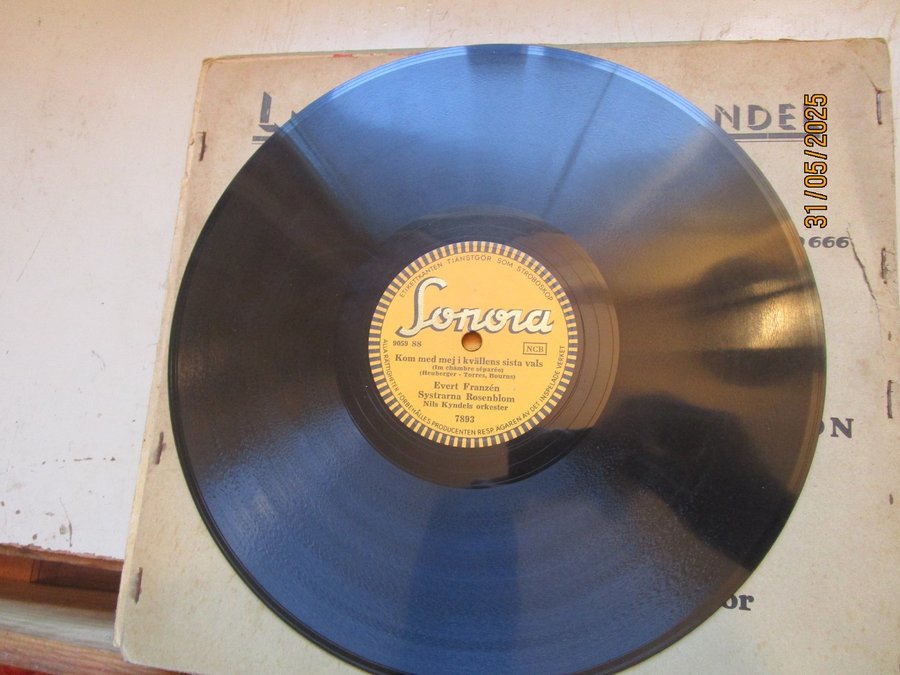 NDE
31/05/2025
666
ETIKETTKANTEN TJÄNSTGÖR SOM STROBOSKOP
Sonora
9059 88
NCB
Kom med mej i kvällens sista vals
(Im chambre séparée)
(Heuberger - Torres, Bourns)
Evert Franzén
Systrarna Rosenblom
Nils Kyndels orkester
7893
ALLA RÄTTIGHETER FÖRBEHÅLLES PRODUCENTEN RESP. ÄGAREN AV DET INSPELADE VERKET
ON
or